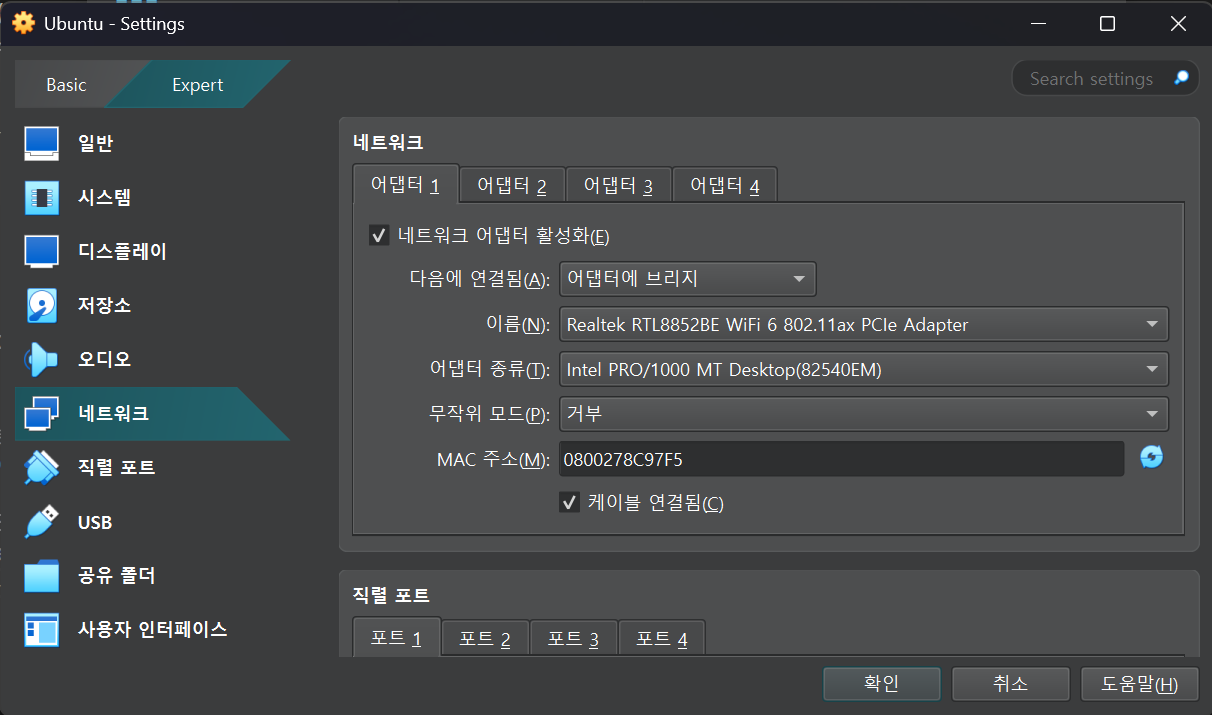 Ubuntu - Settings
Basic
Expert
Search settings
일반
시스템
디스플레이
저장소
오디오
네트워크
직렬 포트
USB
공유 폴더
사용자 인터페이스
네트워크
어댑터 1
어댑터 2
어댑터 3
어댑터 4
네트워크 어댑터 활성화(E)
다음에 연결됨(A): 어댑터에 브리지
이름(N): Realtek RTL8852BE WiFi 6 802.11ax PCIe Adapter
어댑터 종류(T): Intel PRO/1000 MT Desktop(82540EM)
무작위 모드(P): 거부
MAC 주소(M): 0800278C97F5
케이블 연결됨(C)
직렬 포트
포트 1
포트 2
포트 3
포트 4
확인
취소
도움말(H)